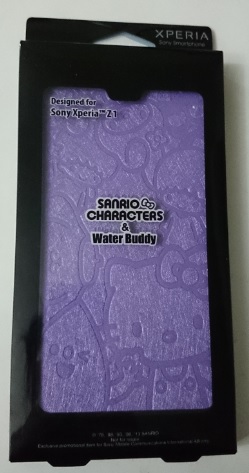 XPERIA
Sony Smartphone
Designed for
Sony Xperia™ Z1
SANRIO
CHARACTERS
&
Water Buddy